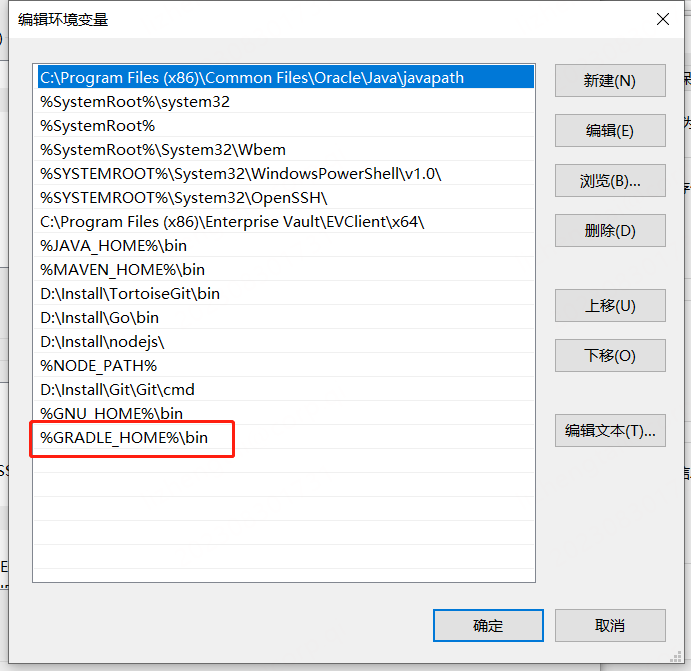 编辑环境变量
C:\Program Files (x86)\Common Files\Oracle\Java\javapath
%SystemRoot%\system32
%SystemRoot%
%SystemRoot%\System32\Wbem
%SYSTEMROOT%\System32\WindowsPowerShell\v1.0\
%SYSTEMROOT%\System32\OpenSSH\
C:\Program Files (x86)\Enterprise Vault\EVClient\x64\
%JAVA_HOME%\bin
%MAVEN_HOME%\bin
D:\Install\TortoiseGit\bin
D:\Install\Go\bin
D:\Install\nodejs\
%NODE_PATH%
D:\Install\Git\Git\cmd
%GNU_HOME%\bin
%GRADLE_HOME%\bin
新建(N)
编辑(E)
浏览(B)...
删除(D)
上移(U)
下移(O)
编辑文本(T)...
确定
取消